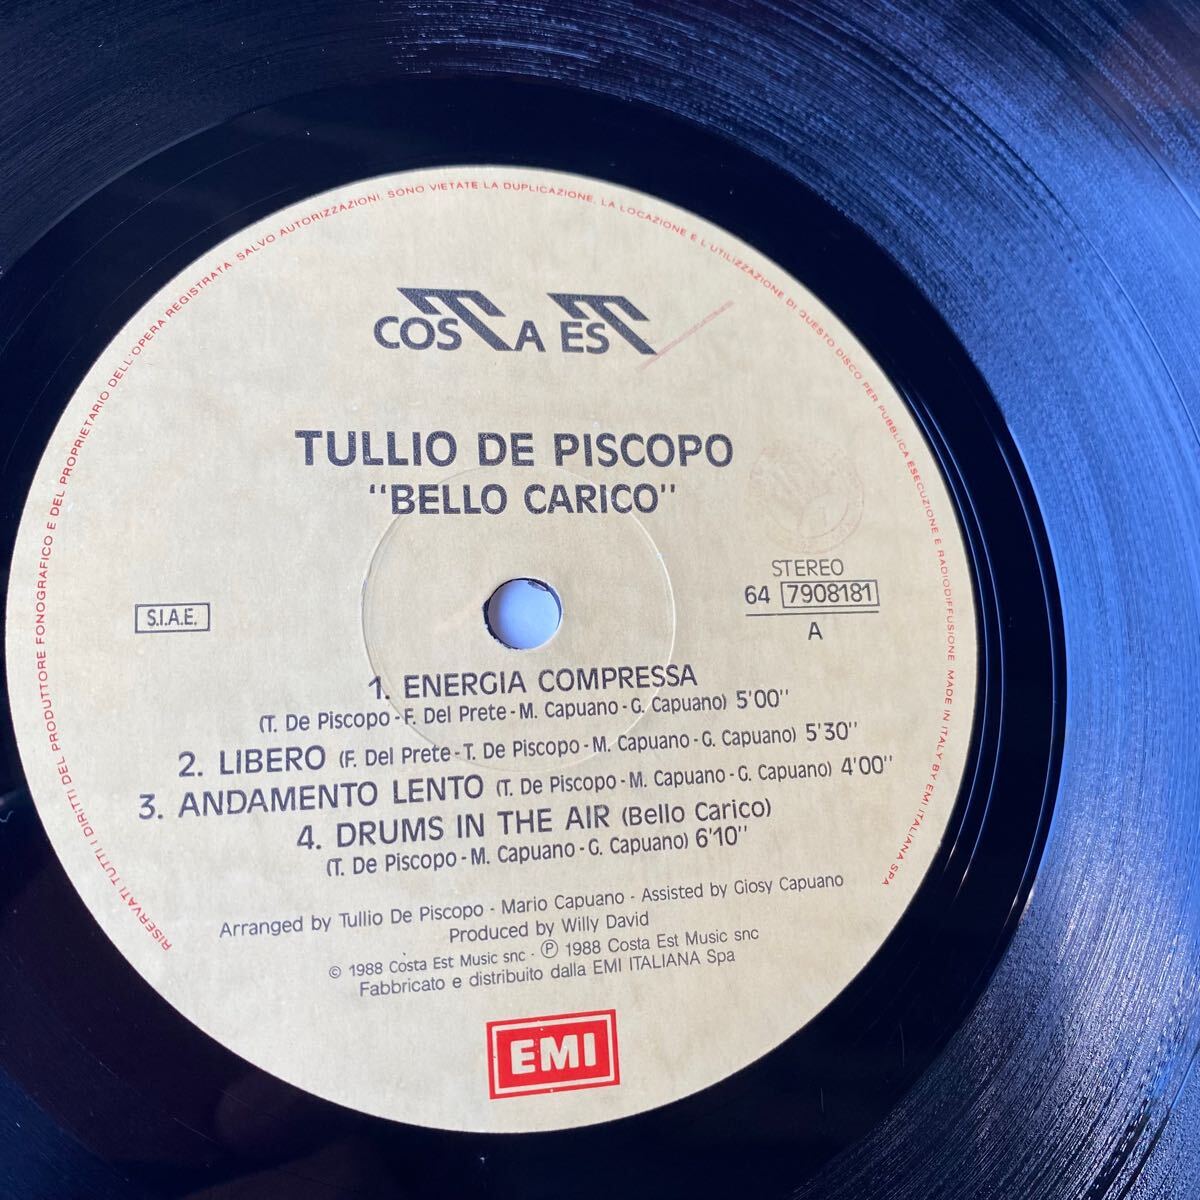 RISERVATI TUTTI I DIRITTI DEL PRODUTTORE FONOGRAFICO E DEL PROPRIETARIO DELL'OPERA REGISTRATA. SALVO AUTORIZZAZIONI, SONO VIETATE LA DUPLICAZIONE, LA LOCAZIONE E L'UTILIZZAZIONE DI QUESTO DISCO PER PUBBLICA ESECUZIONE E RADIODIFFUSIONE. MADE IN ITALY BY EMI ITALIANA SPA
COSTA EST
TULLIO DE PISCOPO
"BELLO CARICO"
STEREO
64 7908181
A
S.I.A.E.
1. ENERGIA COMPRESSA
(T. De Piscopo - F. Del Prete - M. Capuano - G. Capuano) 5'00''
2. LIBERO (F. Del Prete - T. De Piscopo - M. Capuano - G. Capuano) 5'30''
3. ANDAMENTO LENTO (T. De Piscopo - M. Capuano - G. Capuano) 4'00''
4. DRUMS IN THE AIR (Bello Carico)
(T. De Piscopo - M. Capuano - G. Capuano) 6'10''
Arranged by Tullio De Piscopo - Mario Capuano - Assisted by Giosy Capuano
Produced by Willy David
© 1988 Costa Est Music snc · ℗ 1988 Costa Est Music snc
Fabbricato e distribuito dalla EMI ITALIANA Spa
EMI